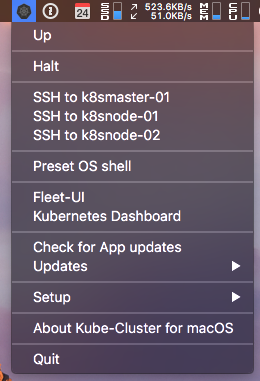 24
SSD
523.6KB/s
51.0KB/s
MEM
CPU
Up
Halt
SSH to k8smaster-01
SSH to k8snode-01
SSH to k8snode-02
Preset OS shell
Fleet-UI
Kubernetes Dashboard
Check for App updates
Updates
Setup
About Kube-Cluster for macOS
Quit